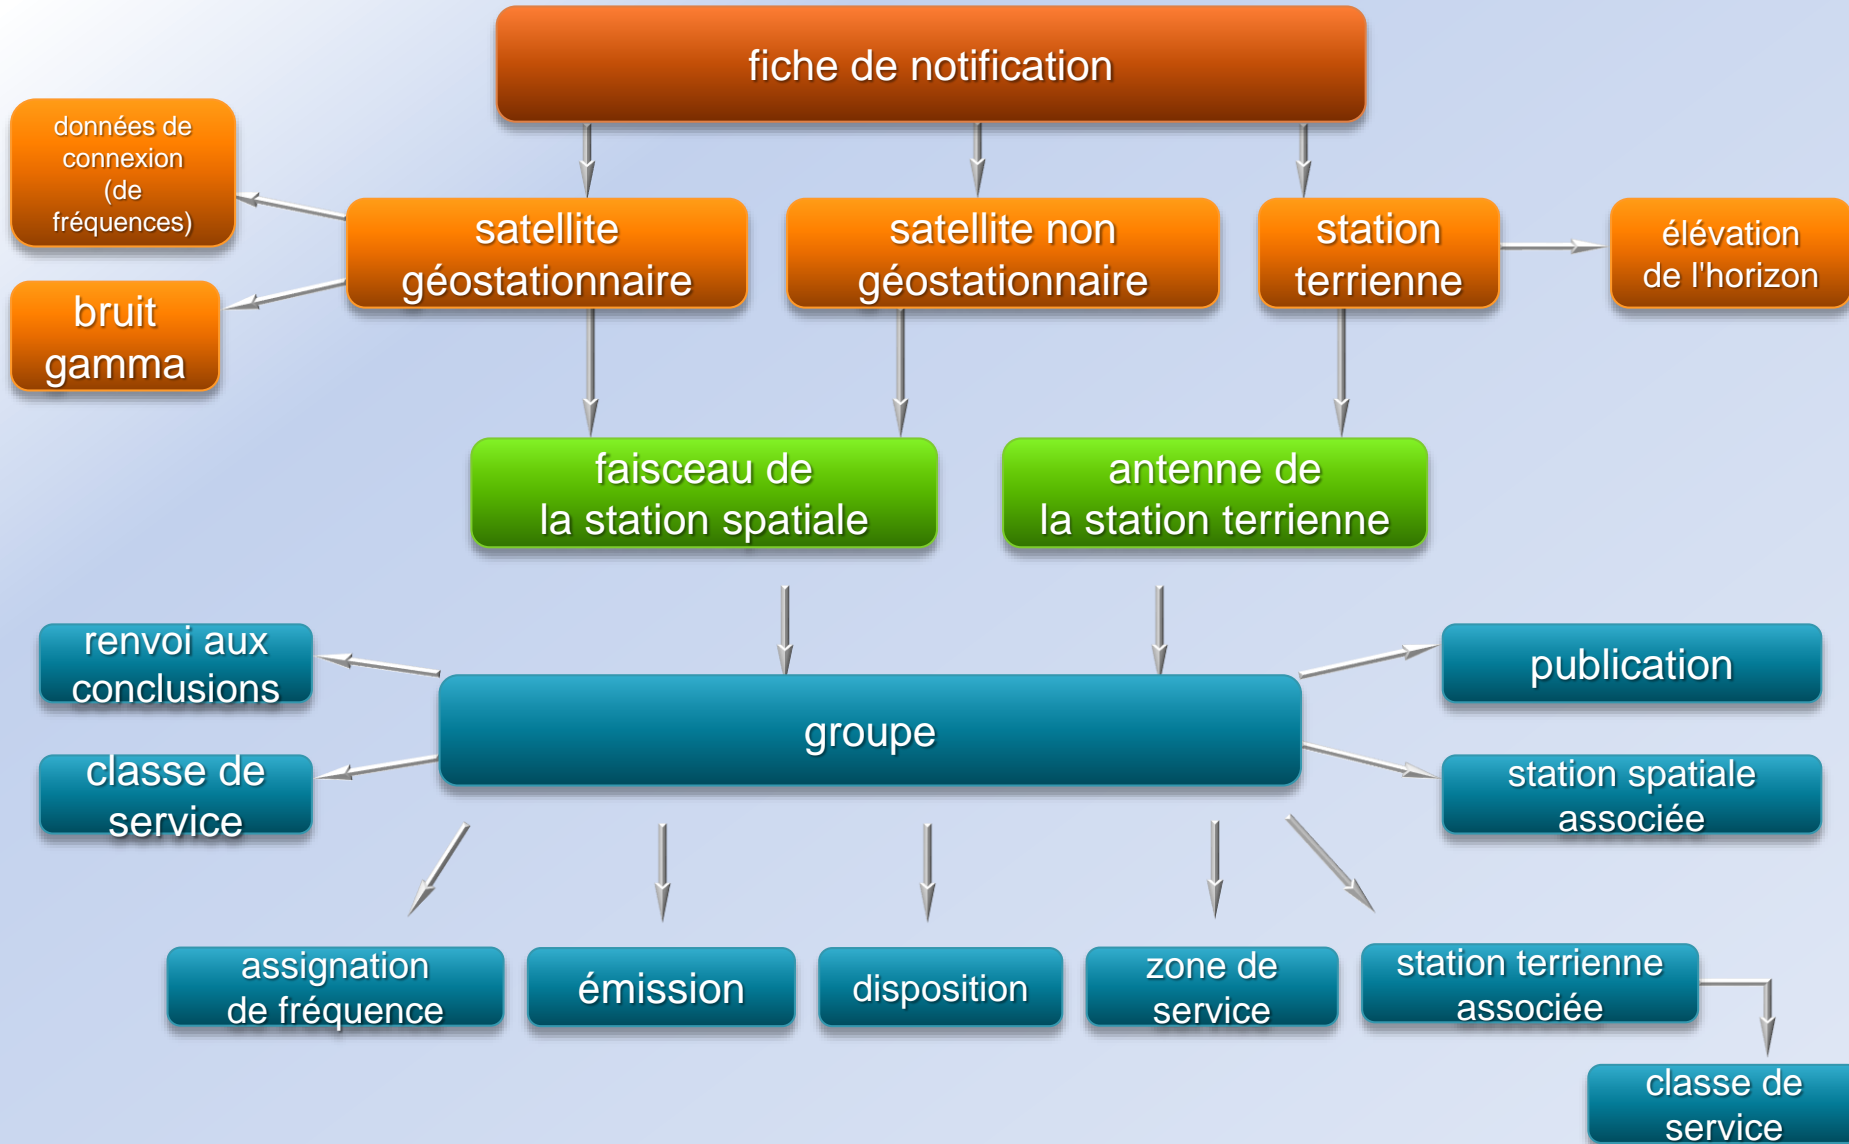 fiche de notification
données de
connexion
(de
fréquences)
satellite
géostationnaire
satellite non
géostationnaire
station
terrienne
élévation
de l'horizon
bruit
gamma
faisceau de
la station spatiale
antenne de
la station terrienne
renvoi aux
conclusions
publication
groupe
classe de
service
station spatiale
associée
assignation
de fréquence
émission
disposition
zone de
service
station terrienne
associée
classe de
service